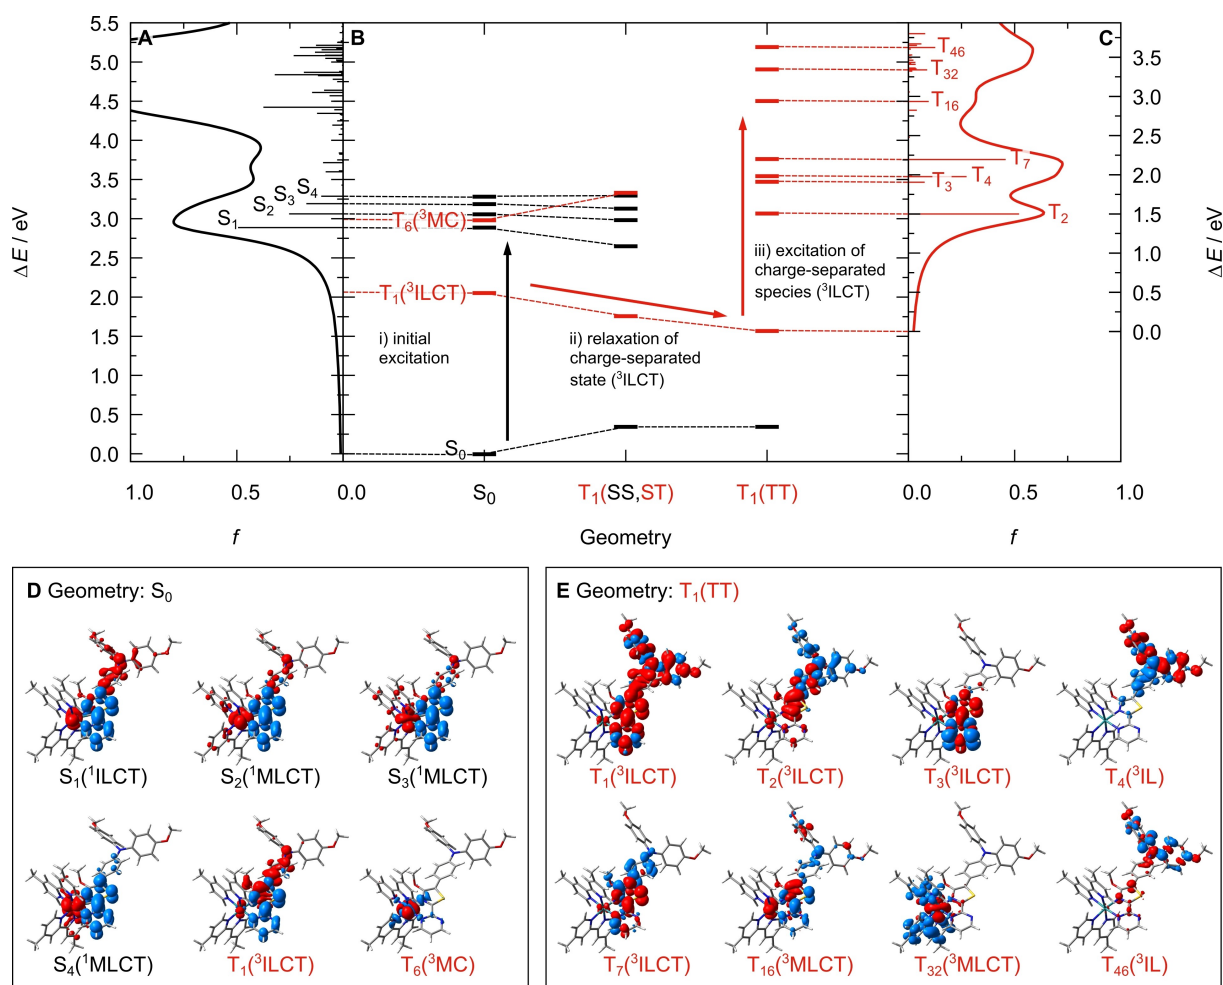 A
B
C
5.5
5.0
4.5
4.0
3.5
3.0
2.5
2.0
1.5
1.0
0.5
0.0
ΔE / eV
S4
S3
S2
S1
T6(³MC)
T1(³ILCT)
i) initial
excitation
S0
ii) relaxation of
charge-separated
state (³ILCT)
iii) excitation of
charge-separated
species (³ILCT)
T46
T32
T16
T7
T4
T3
T2
3.5
3.0
2.5
2.0
1.5
1.0
0.5
0.0
ΔE / eV
1.0 0.5 0.0 S0 T1(SS,ST) T1(TT) 0.0 0.5 1.0
f Geometry f
D Geometry: S0
S1(¹ILCT) S2(¹MLCT) S3(¹MLCT)
S4(¹MLCT) T1(³ILCT) T6(³MC)
E Geometry: T1(TT)
T1(³ILCT) T2(³ILCT) T3(³ILCT) T4(³IL)
T7(³ILCT) T16(³MLCT) T32(³MLCT) T46(³IL)